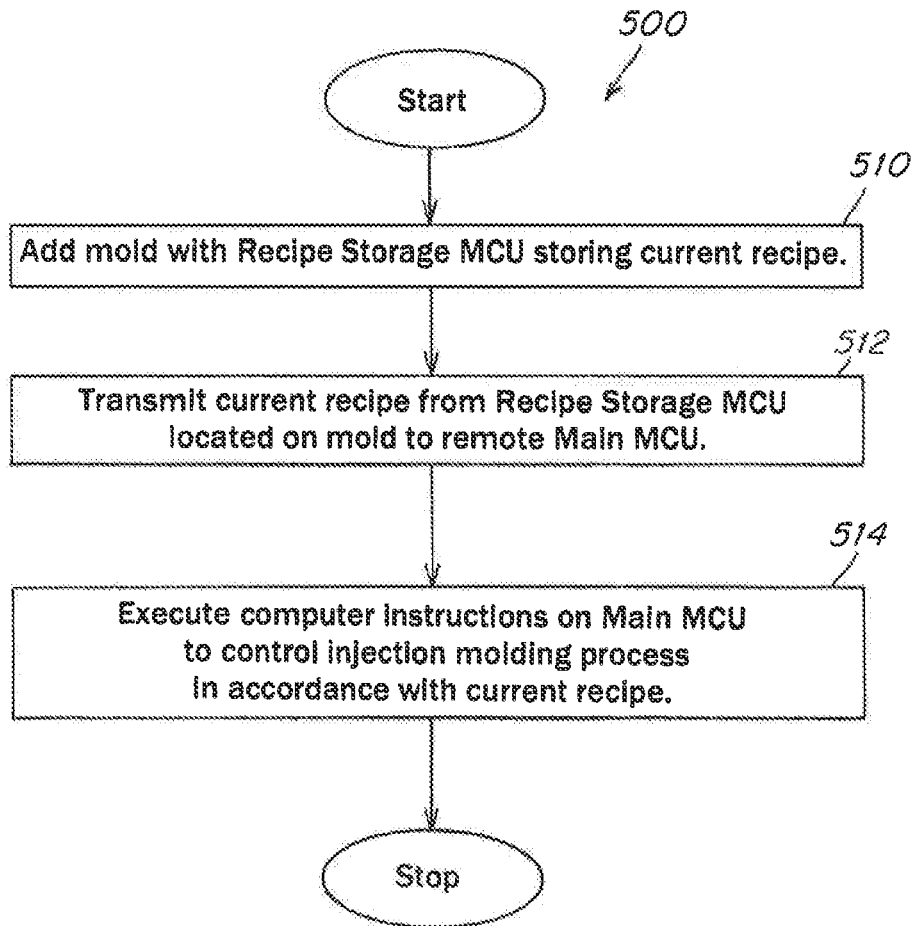 500
Start
510
Add mold with Recipe Storage MCU storing current recipe.
512
Transmit current recipe from Recipe Storage MCU
located on mold to remote Main MCU.
514
Execute computer instructions on Main MCU
to control injection molding process
in accordance with current recipe.
Stop